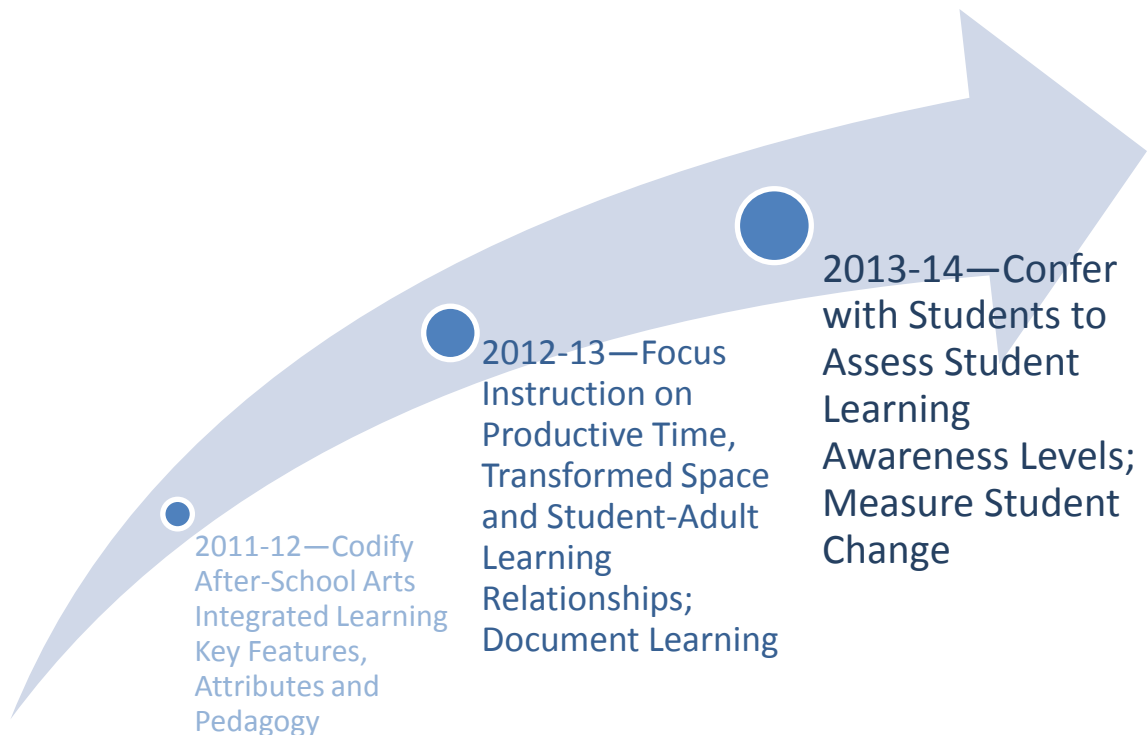 2011-12—Codify
After-School Arts
Integrated Learning
Key Features,
Attributes and
Pedagogy
2012-13—Focus
Instruction on
Productive Time,
Transformed Space
and Student-Adult
Learning
Relationships;
Document Learning
2013-14—Confer
with Students to
Assess Student
Learning
Awareness Levels;
Measure Student
Change